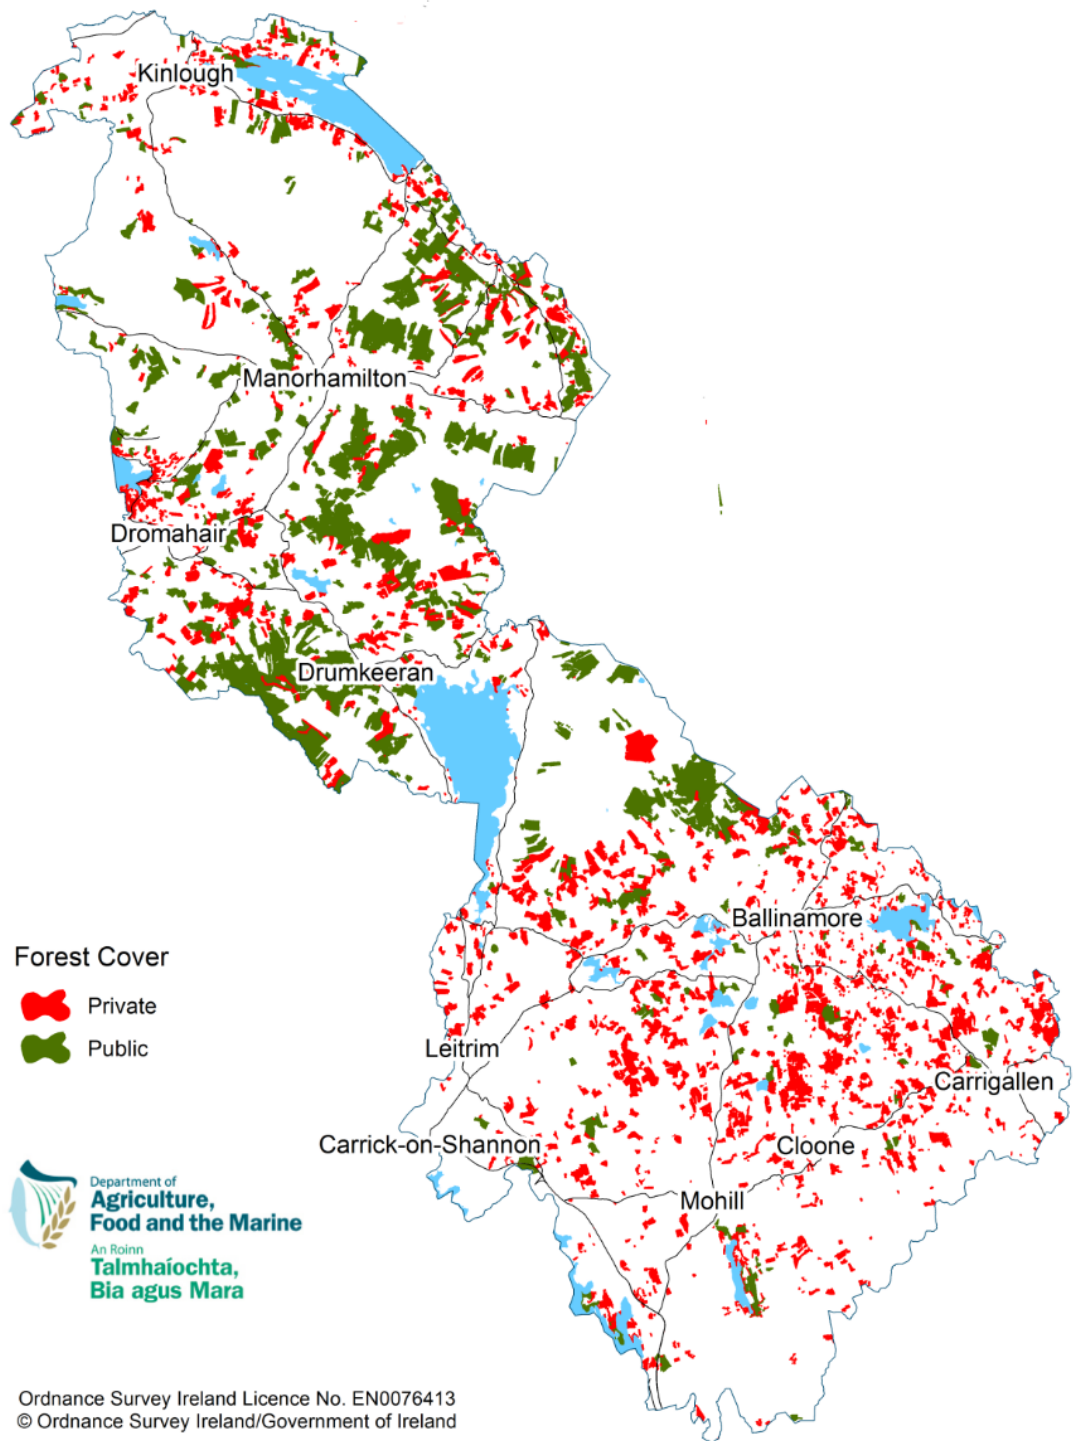 Kinlough
Manorhamilton
Dromahair
Drumkeeran
Ballinamore
Forest Cover
Private
Public
Leitrim
Carrigallen
Carrick-on-Shannon
Cloone
Mohill
Department of
Agriculture,
Food and the Marine
An Roinn
Talmhaíochta,
Bia agus Mara
Ordnance Survey Ireland Licence No. EN0076413
© Ordnance Survey Ireland/Government of Ireland